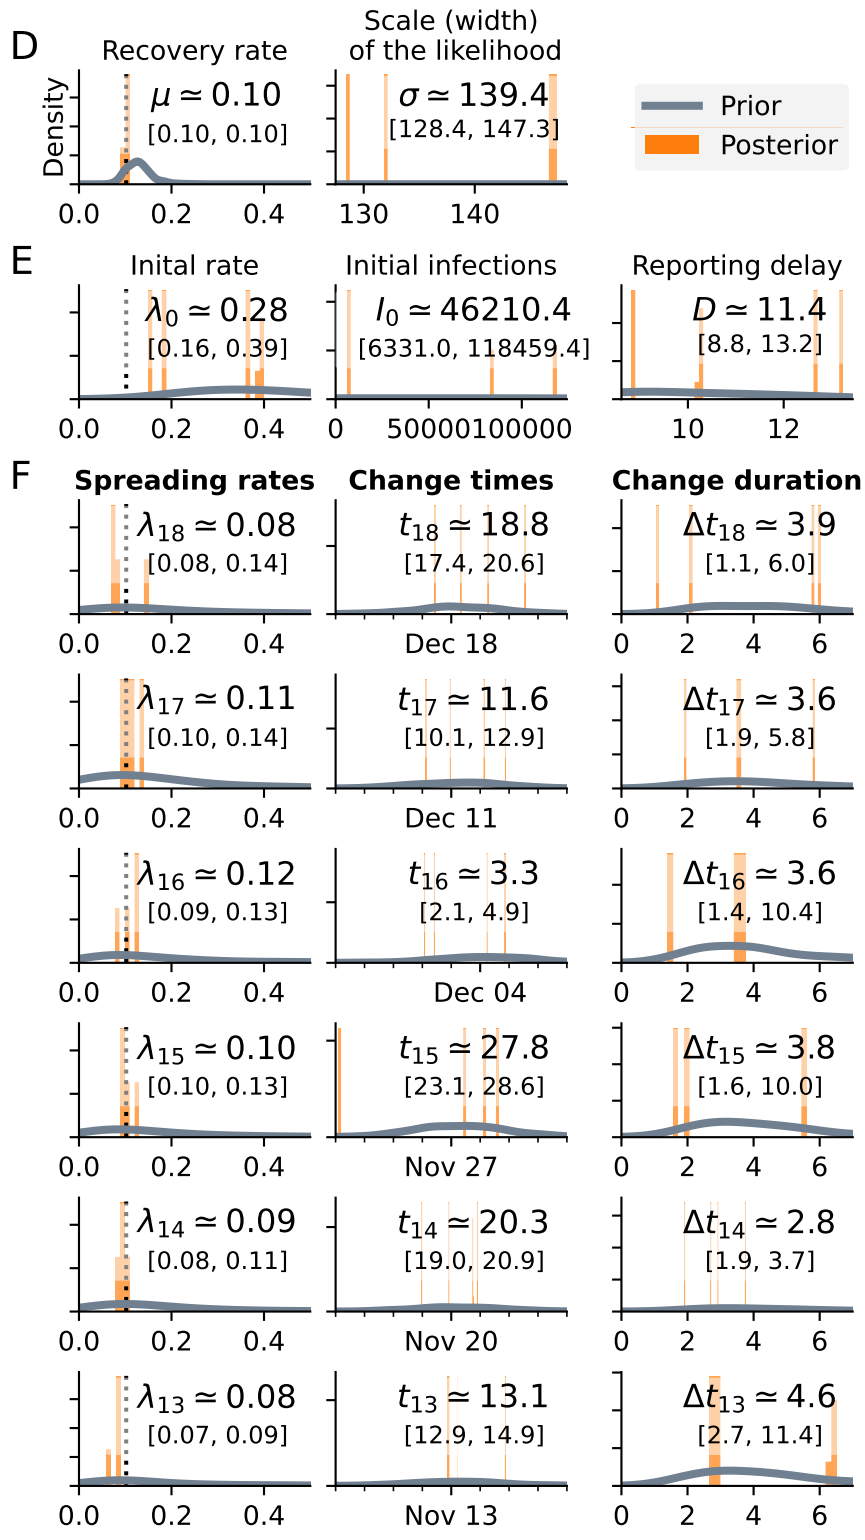 D
Recovery rate
Scale (width)
of the likelihood
Density
μ ≃ 0.10
[0.10, 0.10]
σ ≃ 139.4
[128.4, 147.3]
Prior
Posterior
0.0 0.2 0.4
130 140
E
Inital rate
Initial infections
Reporting delay
λ0 ≃ 0.28
[0.16, 0.39]
I0 ≃ 46210.4
[6331.0, 118459.4]
D ≃ 11.4
[8.8, 13.2]
0.0 0.2 0.4
0 50000 100000
10 12
F
Spreading rates
Change times
Change duration
λ18 ≃ 0.08
[0.08, 0.14]
t18 ≃ 18.8
[17.4, 20.6]
Δt18 ≃ 3.9
[1.1, 6.0]
0.0 0.2 0.4
Dec 18
0 2 4 6
λ17 ≃ 0.11
[0.10, 0.14]
t17 ≃ 11.6
[10.1, 12.9]
Δt17 ≃ 3.6
[1.9, 5.8]
0.0 0.2 0.4
Dec 11
0 2 4 6
λ16 ≃ 0.12
[0.09, 0.13]
t16 ≃ 3.3
[2.1, 4.9]
Δt16 ≃ 3.6
[1.4, 10.4]
0.0 0.2 0.4
Dec 04
0 2 4 6
λ15 ≃ 0.10
[0.10, 0.13]
t15 ≃ 27.8
[23.1, 28.6]
Δt15 ≃ 3.8
[1.6, 10.0]
0.0 0.2 0.4
Nov 27
0 2 4 6
λ14 ≃ 0.09
[0.08, 0.11]
t14 ≃ 20.3
[19.0, 20.9]
Δt14 ≃ 2.8
[1.9, 3.7]
0.0 0.2 0.4
Nov 20
0 2 4 6
λ13 ≃ 0.08
[0.07, 0.09]
t13 ≃ 13.1
[12.9, 14.9]
Δt13 ≃ 4.6
[2.7, 11.4]
0.0 0.2 0.4
Nov 13
0 2 4 6